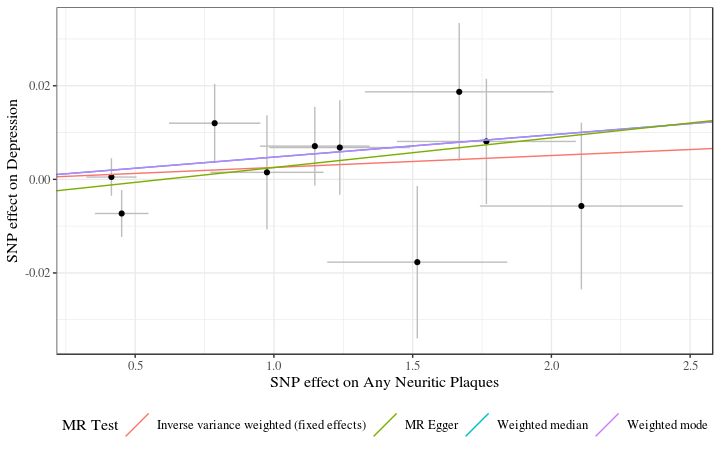 SNP effect on Depression
0.02
0.00
-0.02
0.5 1.0 1.5 2.0 2.5
SNP effect on Any Neuritic Plaques
MR Test Inverse variance weighted (fixed effects) MR Egger Weighted median Weighted mode